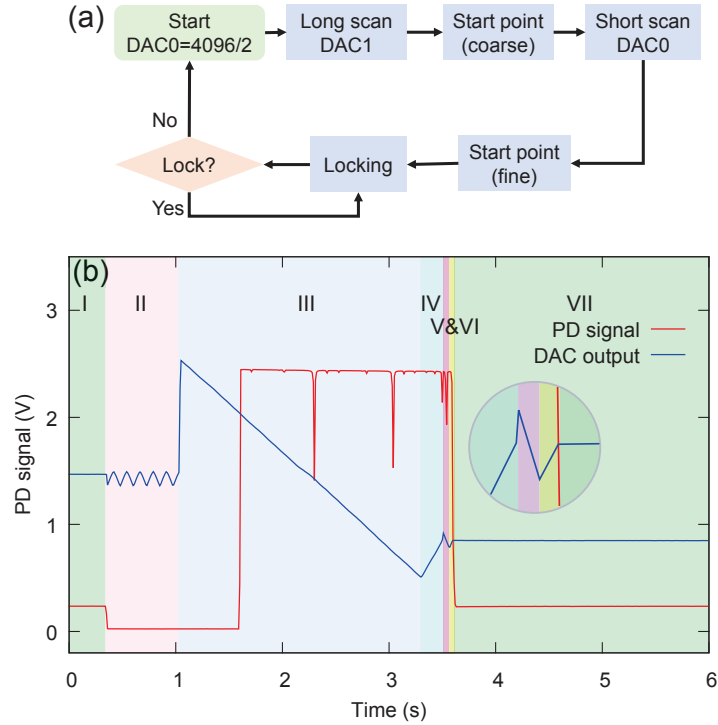 (a)
Start
DAC0=4096/2
Long scan
DAC1
Start point
(coarse)
Short scan
DAC0
No
Lock?
Locking
Start point
(fine)
Yes
(b)
I
II
III
IV
V&VI
VII
PD signal
DAC output
PD signal (V)
3
2
1
0
0
1
2
3
4
5
6
Time (s)